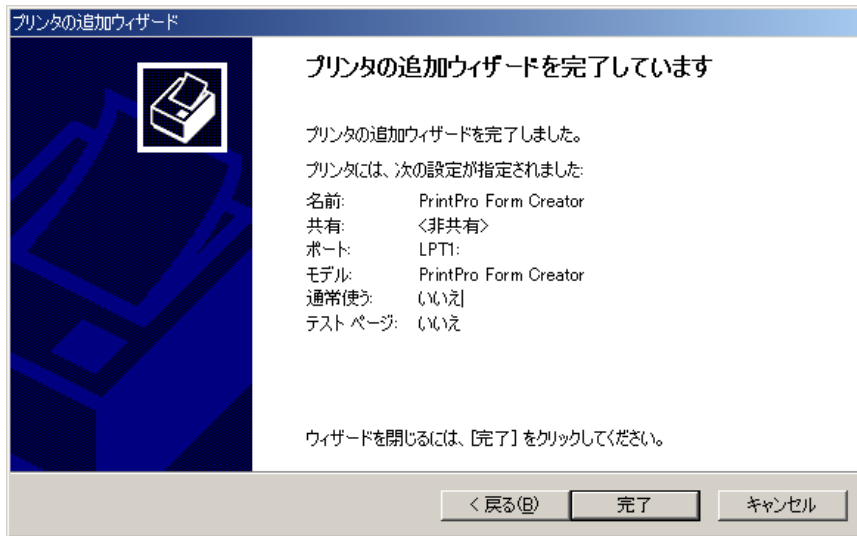 プリンタの追加ウィザード
プリンタの追加ウィザードを完了しています
プリンタの追加ウィザードを完了しました。
プリンタには、次の設定が指定されました:
名前: PrintPro Form Creator
共有: <非共有>
ポート: LPT1:
モデル: PrintPro Form Creator
通常使う: いいえ
テスト ページ: いいえ
ウィザードを閉じるには、[完了] をクリックしてください。
< 戻る(B) 完了 キャンセル